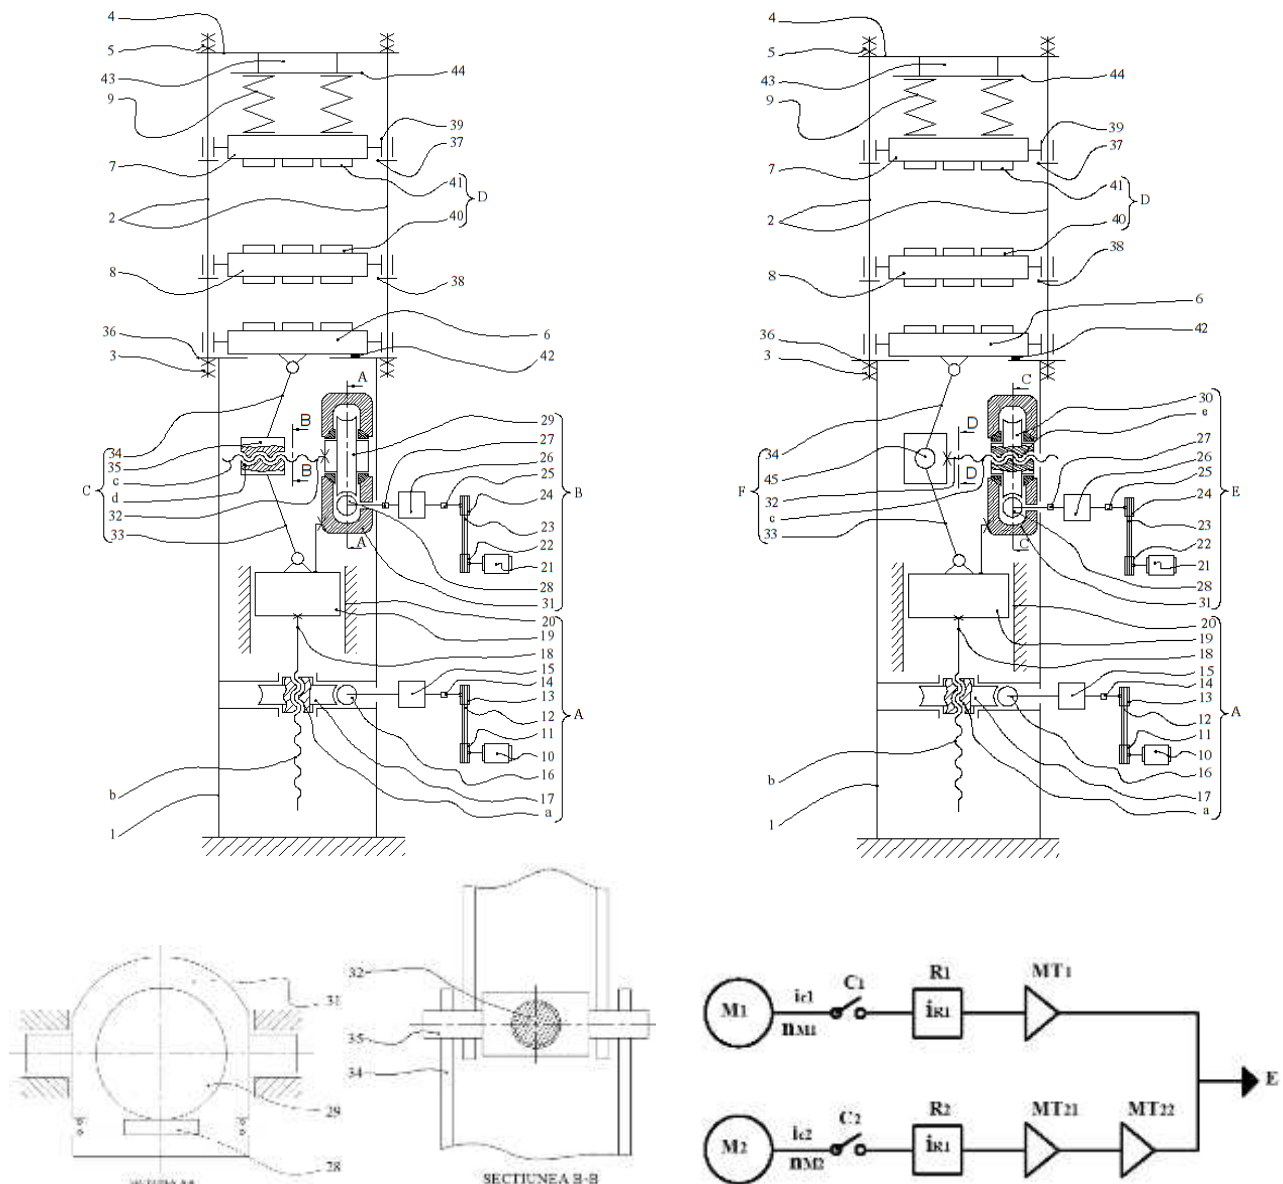 4
5
43
44
9
39
37
7
41
D
2
40
8
38
6
36
42
3
A
29
B
27
34
26
35
25
C
c
B
24
B
d
23
32
22
33
A
21
28
31
20
19
18
15
14
13
12
A
11
10
16
b
17
1
a
4
5
43
44
9
39
37
7
41
D
2
40
8
38
6
36
42
3
C
30
e
D
27
34
26
45
25
F
32
D
24
E
c
23
33
22
C
21
28
31
20
19
18
15
14
13
12
A
11
10
b
16
17
1
a
31
29
28
32
35
34
SECTIUNEA B-B
M1
ic1
nM1
C1
R1
iR1
MT1
E
M2
ic2
nM2
C2
R2
iR1
MT21
MT22